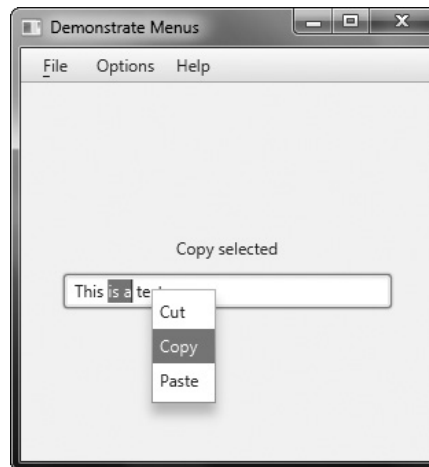 Demonstrate Menus
File Options Help
Copy selected
This is a te
Cut
Copy
Paste